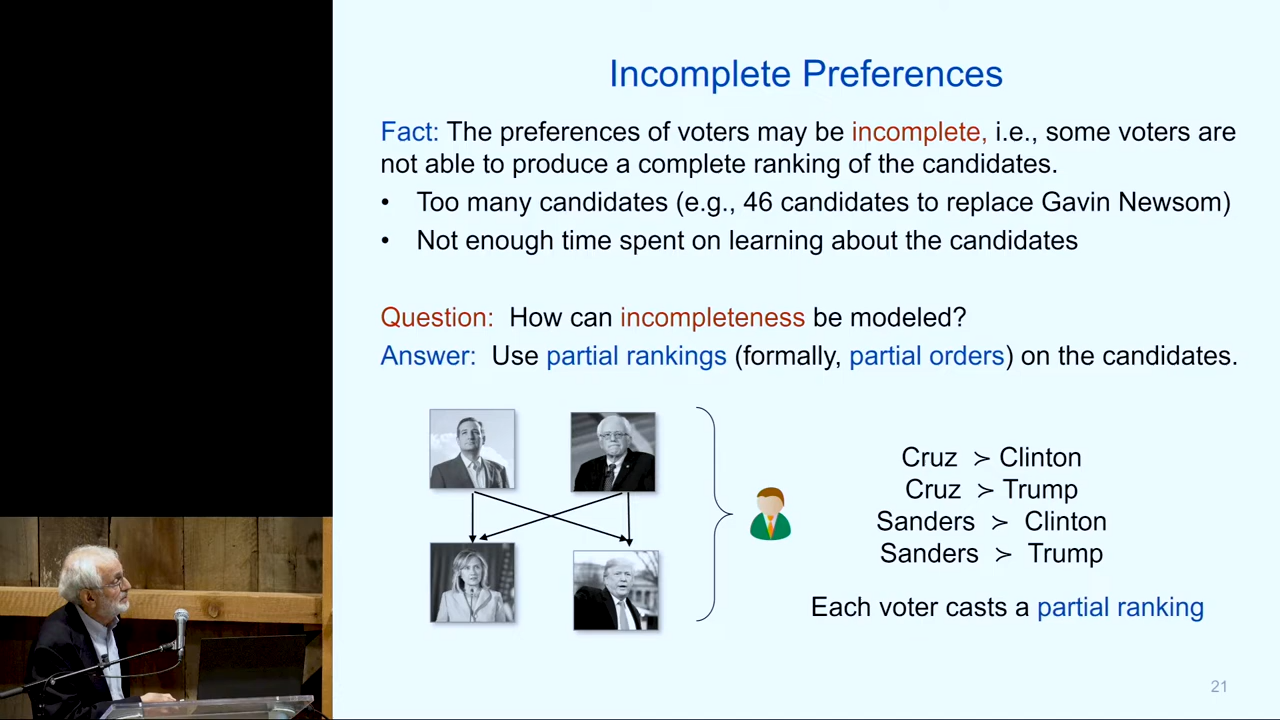 Incomplete Preferences
Fact: The preferences of voters may be incomplete, i.e., some voters are
not able to produce a complete ranking of the candidates.
• Too many candidates (e.g., 46 candidates to replace Gavin Newsom)
• Not enough time spent on learning about the candidates
Question: How can incompleteness be modeled?
Answer: Use partial rankings (formally, partial orders) on the candidates.
Cruz ≻ Clinton
Cruz ≻ Trump
Sanders ≻ Clinton
Sanders ≻ Trump
Each voter casts a partial ranking
21